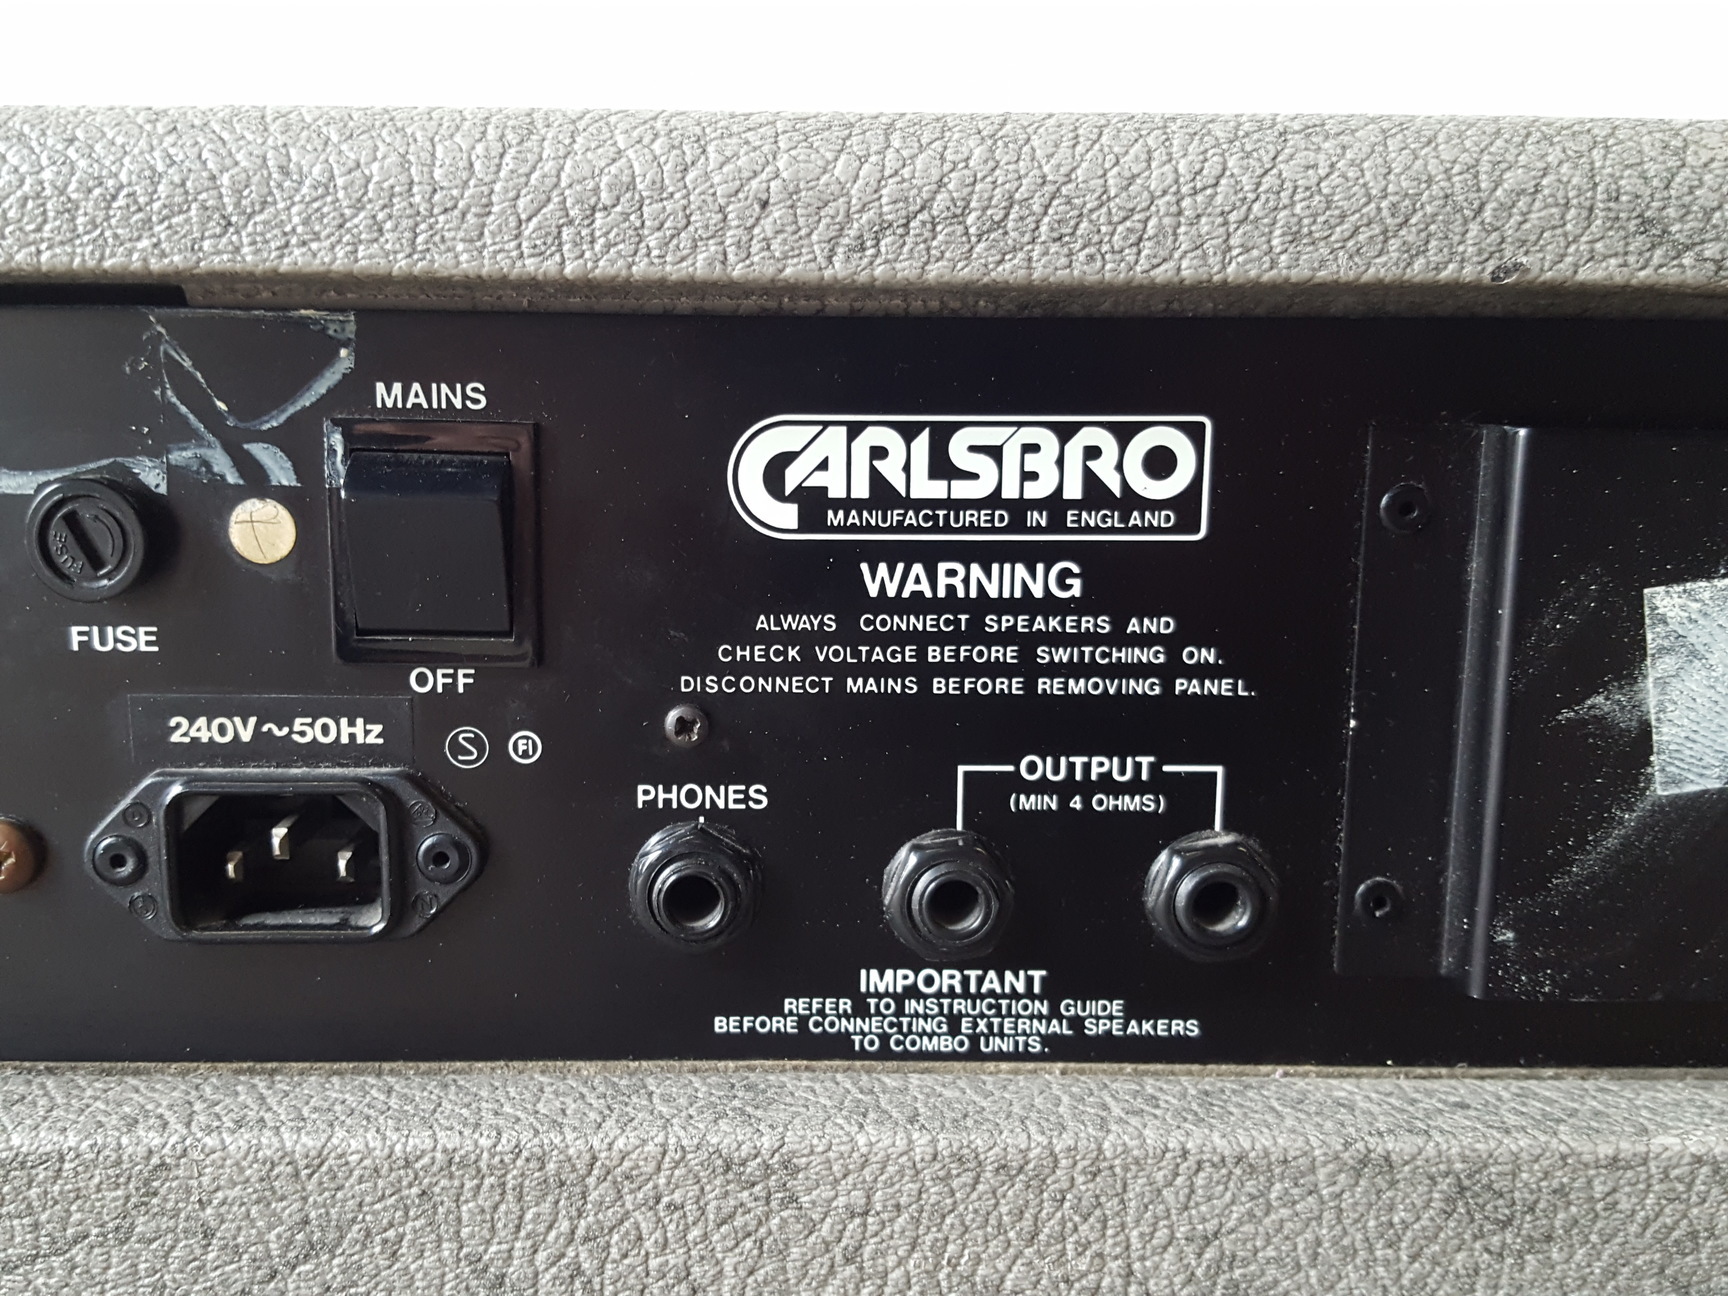 MAINS
OFF
FUSE
FUSE
240V~50Hz
S
FI
CARLSBRO
MANUFACTURED IN ENGLAND
WARNING
ALWAYS CONNECT SPEAKERS AND
CHECK VOLTAGE BEFORE SWITCHING ON.
DISCONNECT MAINS BEFORE REMOVING PANEL.
PHONES
OUTPUT
(MIN 4 OHMS)
IMPORTANT
REFER TO INSTRUCTION GUIDE
BEFORE CONNECTING EXTERNAL SPEAKERS
TO COMBO UNITS.